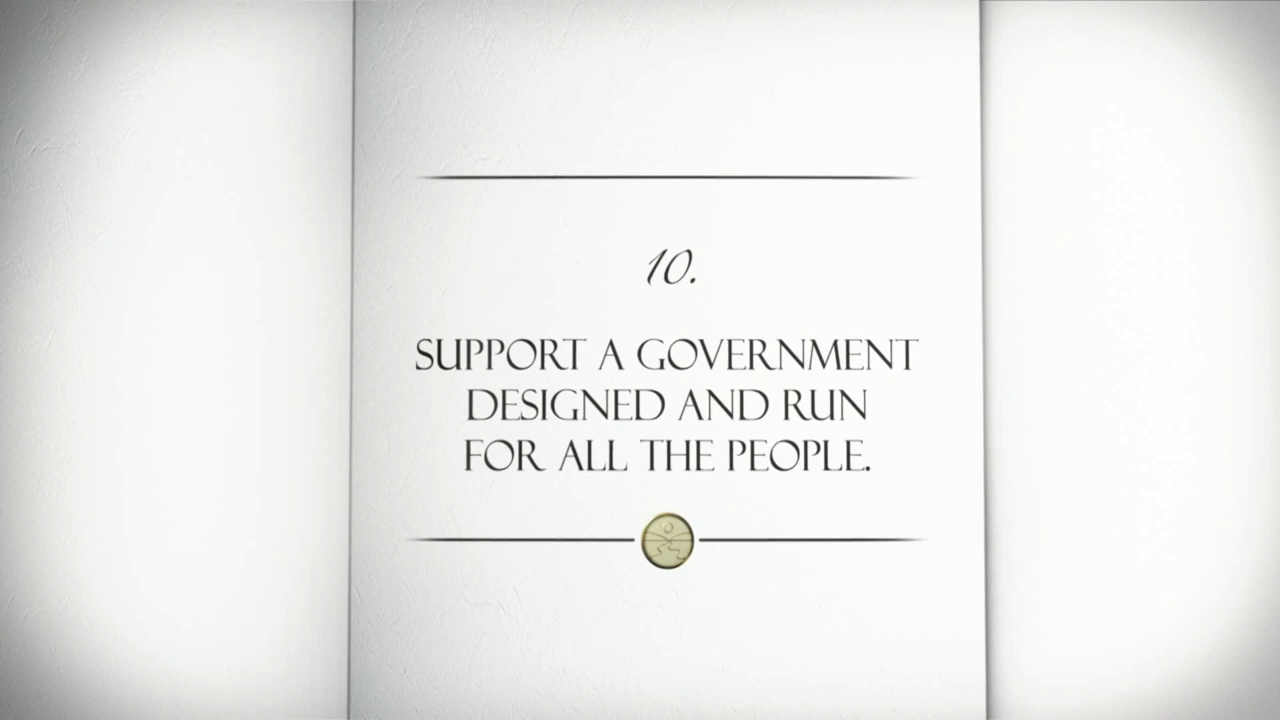 10.
SUPPORT A GOVERNMENT
DESIGNED AND RUN
FOR ALL THE PEOPLE.